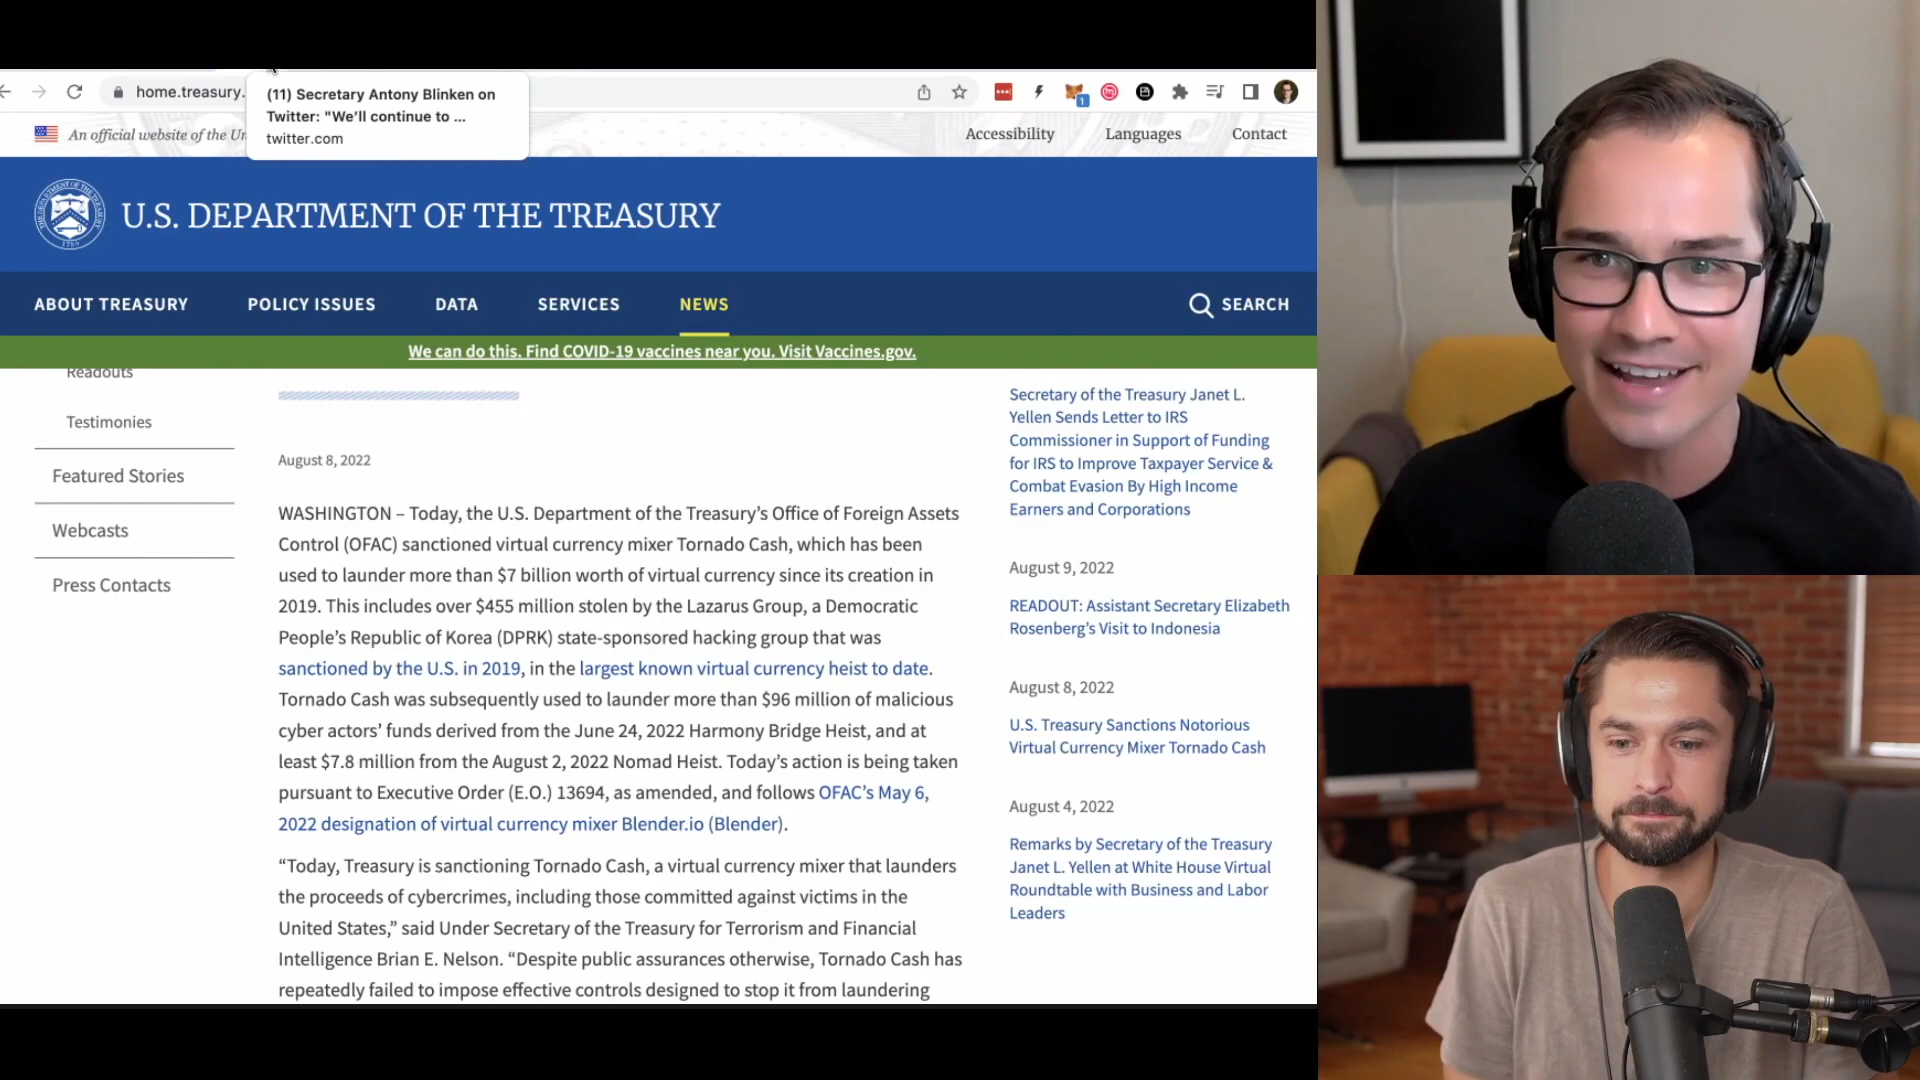 home.treasury.
(11) Secretary Antony Blinken on
Twitter: "We'll continue to ...
twitter.com
1
An official website of the Un
Accessibility
Languages
Contact
U.S. DEPARTMENT OF THE TREASURY
ABOUT TREASURY
POLICY ISSUES
DATA
SERVICES
NEWS
SEARCH
We can do this. Find COVID-19 vaccines near you. Visit Vaccines.gov.
Readouts
Testimonies
Featured Stories
Webcasts
Press Contacts
August 8, 2022
WASHINGTON – Today, the U.S. Department of the Treasury’s Office of Foreign Assets
Control (OFAC) sanctioned virtual currency mixer Tornado Cash, which has been
used to launder more than $7 billion worth of virtual currency since its creation in
2019. This includes over $455 million stolen by the Lazarus Group, a Democratic
People’s Republic of Korea (DPRK) state-sponsored hacking group that was
sanctioned by the U.S. in 2019, in the largest known virtual currency heist to date.
Tornado Cash was subsequently used to launder more than $96 million of malicious
cyber actors’ funds derived from the June 24, 2022 Harmony Bridge Heist, and at
least $7.8 million from the August 2, 2022 Nomad Heist. Today’s action is being taken
pursuant to Executive Order (E.O.) 13694, as amended, and follows OFAC’s May 6,
2022 designation of virtual currency mixer Blender.io (Blender).
“Today, Treasury is sanctioning Tornado Cash, a virtual currency mixer that launders
the proceeds of cybercrimes, including those committed against victims in the
United States,” said Under Secretary of the Treasury for Terrorism and Financial
Intelligence Brian E. Nelson. “Despite public assurances otherwise, Tornado Cash has
repeatedly failed to impose effective controls designed to stop it from laundering
Secretary of the Treasury Janet L.
Yellen Sends Letter to IRS
Commissioner in Support of Funding
for IRS to Improve Taxpayer Service &
Combat Evasion By High Income
Earners and Corporations
August 9, 2022
READOUT: Assistant Secretary Elizabeth
Rosenberg’s Visit to Indonesia
August 8, 2022
U.S. Treasury Sanctions Notorious
Virtual Currency Mixer Tornado Cash
August 4, 2022
Remarks by Secretary of the Treasury
Janet L. Yellen at White House Virtual
Roundtable with Business and Labor
Leaders